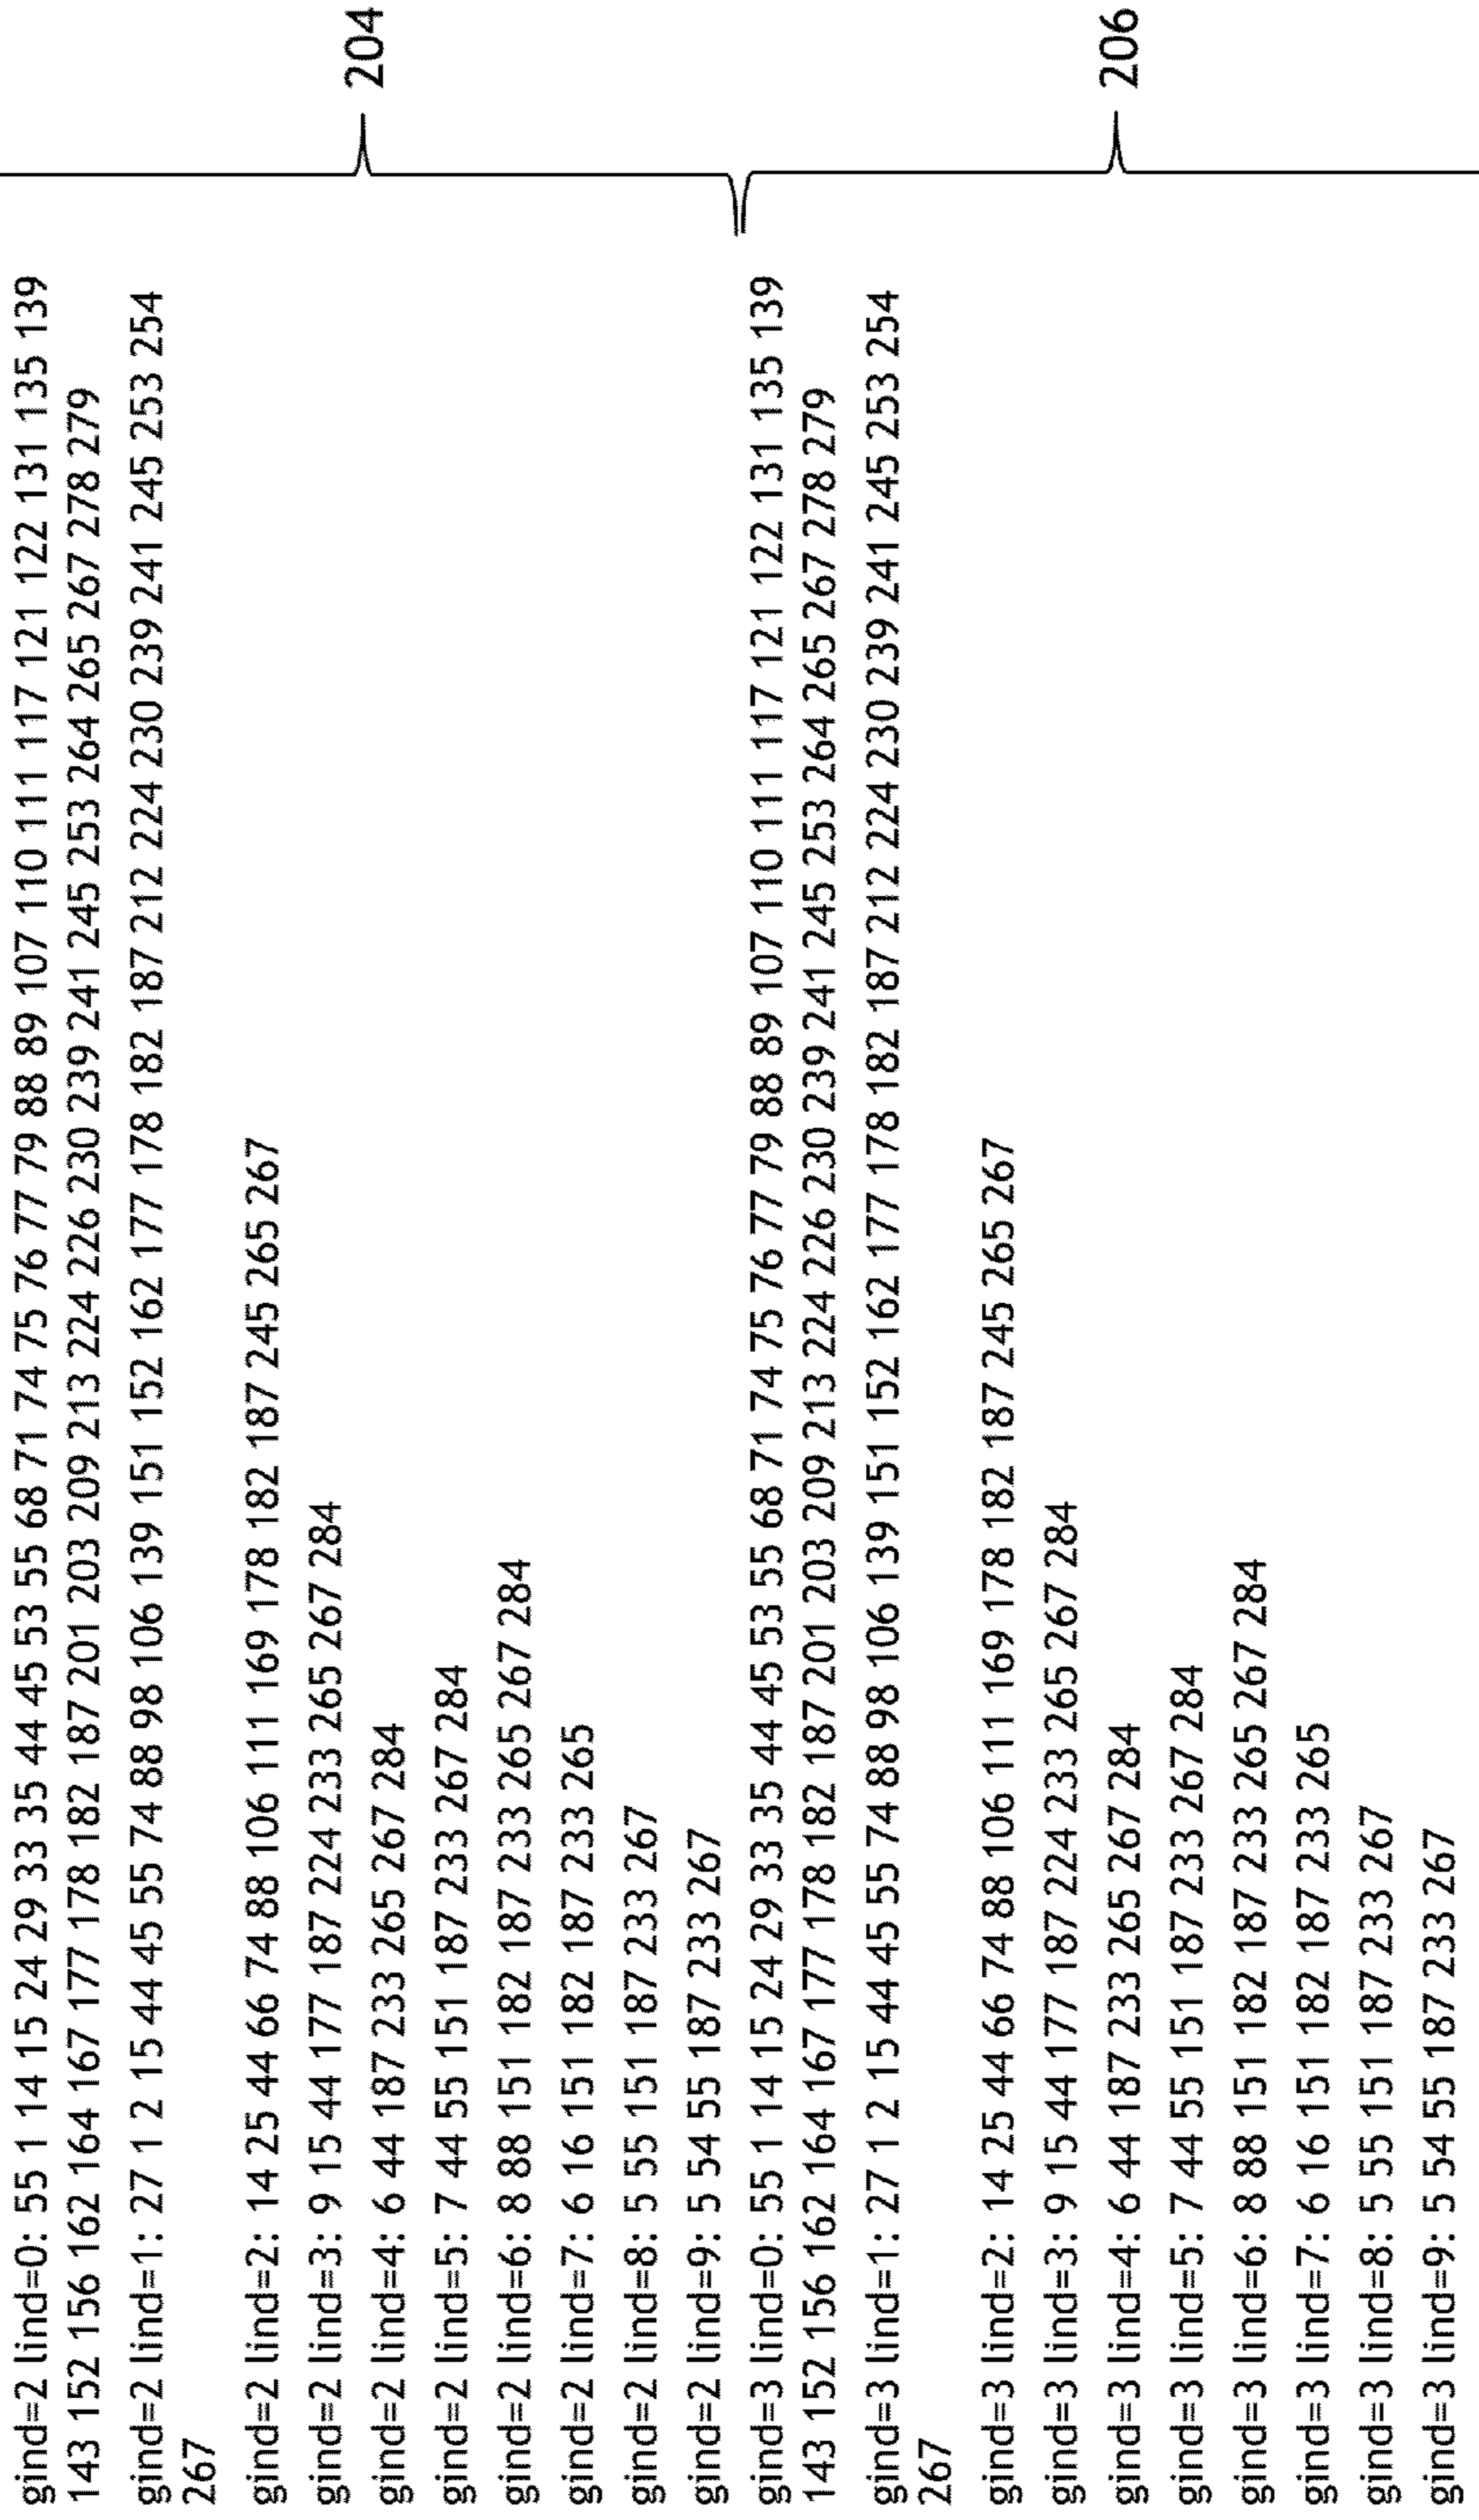 gind=2 lind=0: 55 1 14 15 24 29 33 35 44 45 53 55 68 71 74 75 76 77 79 88 89 107 110 111 117 121 122 131 135 139
143 152 156 162 164 167 177 178 182 187 201 203 209 213 224 226 230 239 241 245 253 264 265 267 278 279
gind=2 lind=1: 27 1 2 15 44 45 55 74 88 98 106 139 151 152 162 177 178 182 187 212 224 230 239 241 245 253 254
267
gind=2 lind=2: 14 25 44 66 74 88 106 111 169 178 182 187 245 265 267
gind=2 lind=3: 9 15 44 177 187 224 233 265 267 284
gind=2 lind=4: 6 44 187 233 265 267 284
gind=2 lind=5: 7 44 55 151 187 233 267 284
gind=2 lind=6: 8 88 151 182 187 233 265 267 284
gind=2 lind=7: 6 16 151 182 187 233 265
gind=2 lind=8: 5 55 151 187 233 267
gind=2 lind=9: 5 54 55 187 233 267
204
gind=3 lind=0: 55 1 14 15 24 29 33 35 44 45 53 55 68 71 74 75 76 77 79 88 89 107 110 111 117 121 122 131 135 139
143 152 156 162 164 167 177 178 182 187 201 203 209 213 224 226 230 239 241 245 253 264 265 267 278 279
gind=3 lind=1: 27 1 2 15 44 45 55 74 88 98 106 139 151 152 162 177 178 182 187 212 224 230 239 241 245 253 254
267
gind=3 lind=2: 14 25 44 66 74 88 106 111 169 178 182 187 245 265 267
gind=3 lind=3: 9 15 44 177 187 224 233 265 267 284
gind=3 lind=4: 6 44 187 233 265 267 284
gind=3 lind=5: 7 44 55 151 187 233 267 284
gind=3 lind=6: 8 88 151 182 187 233 265 267 284
gind=3 lind=7: 6 16 151 182 187 233 265
gind=3 lind=8: 5 55 151 187 233 267
gind=3 lind=9: 5 54 55 187 233 267
206